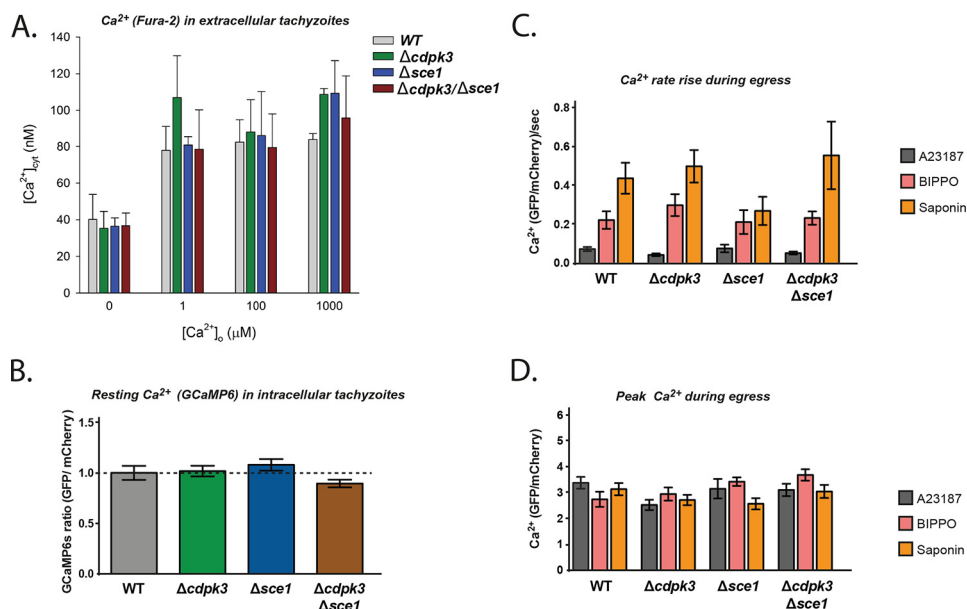 A.
Ca²⁺ (Fura-2) in extracellular tachyzoites
WT
Δcdpk3
Δsce1
Δcdpk3/Δsce1
140
120
100
80
60
40
20
0
[Ca²⁺]cyt (nM)
0 1 100 1000
[Ca²⁺]o (μM)
B.
Resting Ca²⁺ (GCaMP6) in intracellular tachyzoites
1.5
1.0
0.5
0.0
GCaMP6s ratio (GFP/ mCherry)
WT Δcdpk3 Δsce1 Δcdpk3
Δsce1
C.
Ca²⁺ rate rise during egress
0.8
0.6
0.4
0.2
0.0
Ca²⁺ (GFP/mCherry)/sec
A23187
BIPPO
Saponin
WT Δcdpk3 Δsce1 Δcdpk3
Δsce1
D.
Peak Ca²⁺ during egress
6
5
4
3
2
1
0
Ca²⁺ (GFP/mCherry)
A23187
BIPPO
Saponin
WT Δcdpk3 Δsce1 Δcdpk3
Δsce1